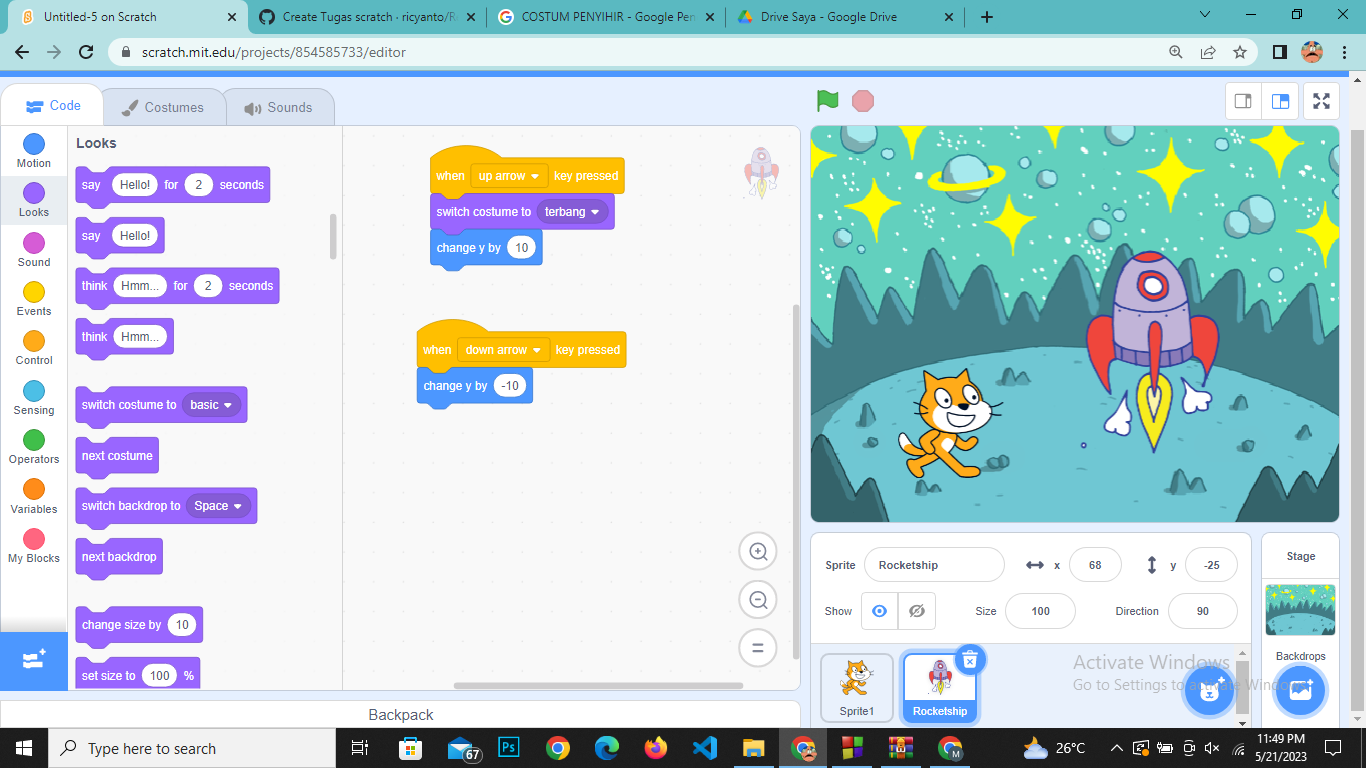 Untitled-5 on Scratch
Create Tugas scratch · ricyanto/R
COSTUM PENYIHIR - Google Pen
Drive Saya - Google Drive
scratch.mit.edu/projects/854585733/editor
Code
Costumes
Sounds
Motion
Looks
Sound
Events
Control
Sensing
Operators
Variables
My Blocks
Looks
say Hello! for 2 seconds
say Hello!
think Hmm... for 2 seconds
think Hmm...
switch costume to basic
next costume
switch backdrop to Space
next backdrop
change size by 10
set size to 100 %
when up arrow key pressed
switch costume to terbang
change y by 10
when down arrow key pressed
change y by -10
Backpack
Sprite Rocketship x 68 y -25
Show Size 100 Direction 90
Sprite1
Rocketship
Stage
Backdrops
Activate Windows
Go to Settings to activate Windows.
Type here to search
67
Ps
M
26°C
11:49 PM
5/21/2023